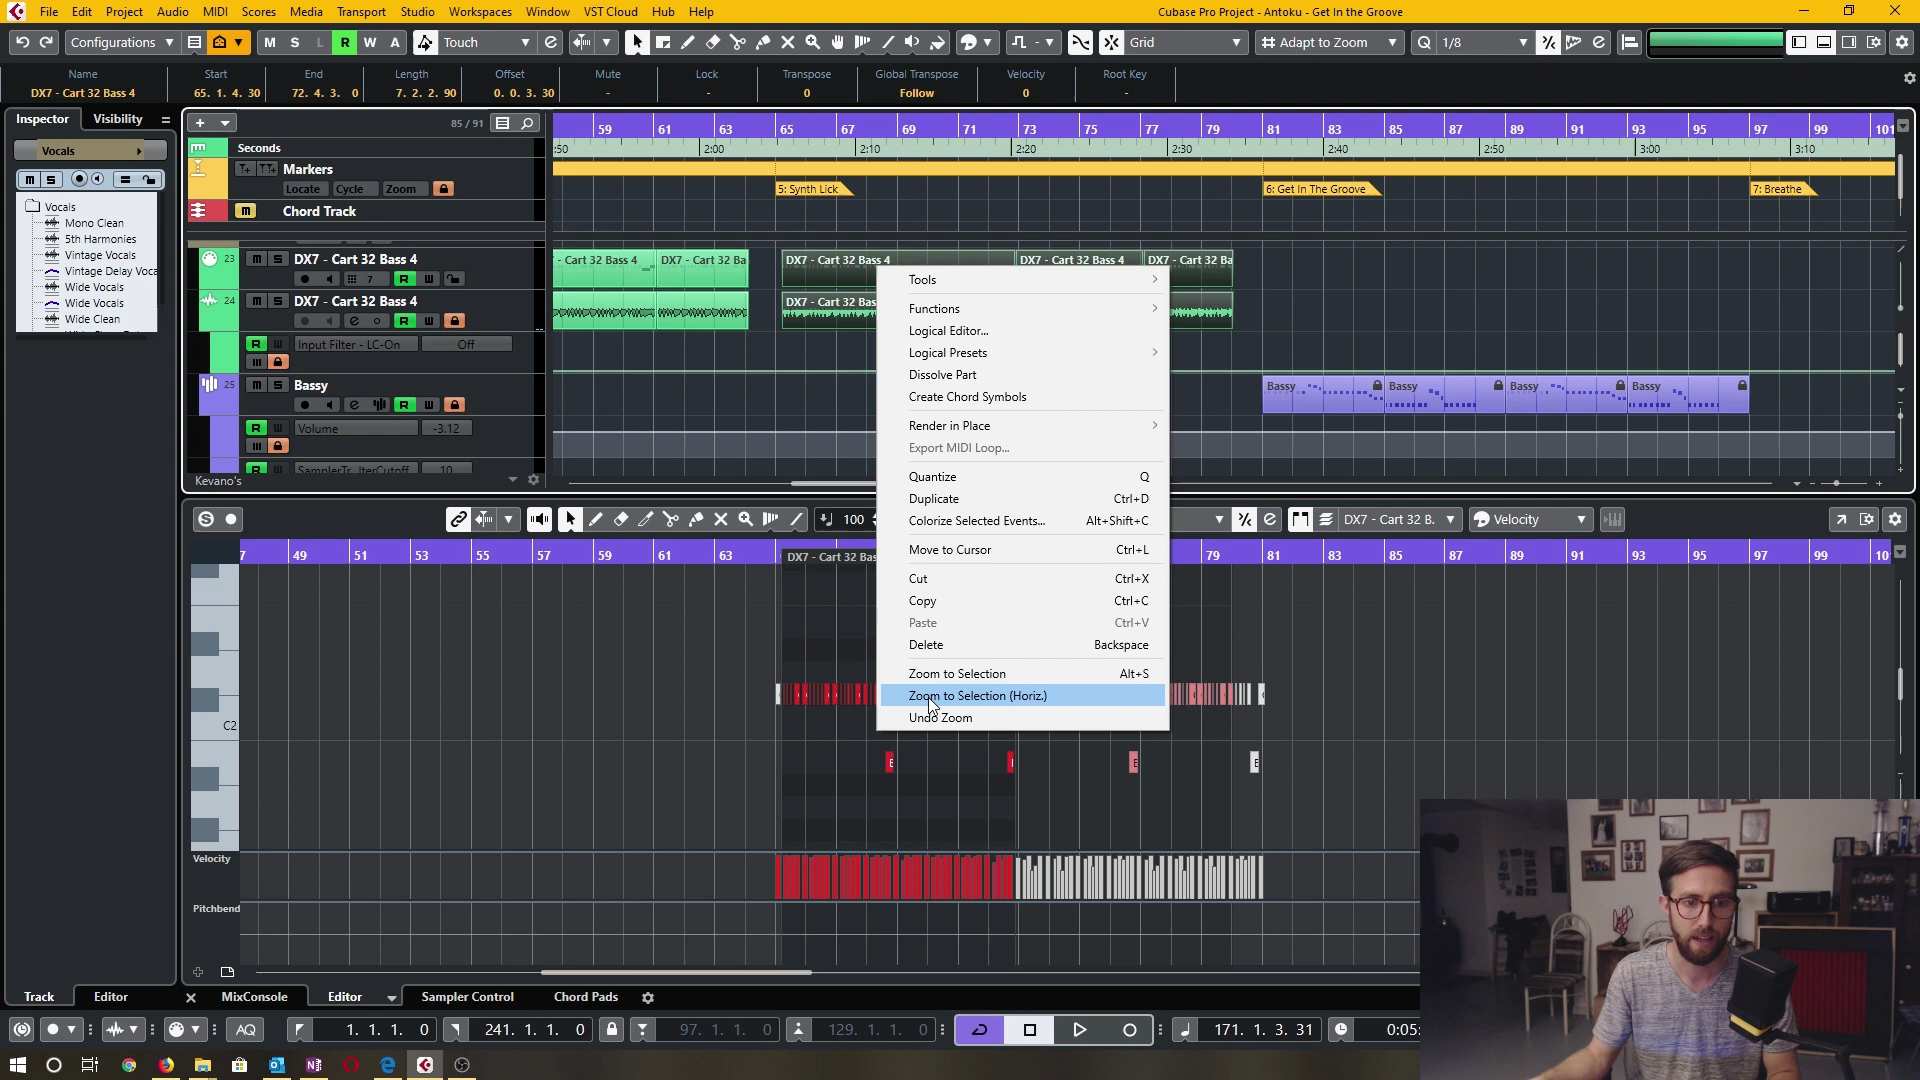 File Edit Project Audio MIDI Scores Media Transport Studio Workspaces Window VST Cloud Hub Help
Cubase Pro Project - Antoku - Get In the Groove
Configurations M S L R W A Touch Grid Adapt to Zoom Q 1/8
Name Start End Length Offset Mute Lock Transpose Global Transpose Velocity Root Key
DX7 - Cart 32 Bass 4 65. 1. 4. 30 72. 4. 3. 0 7. 2. 2. 90 0. 0. 3. 30 - - 0 Follow 0 -
Inspector Visibility
85 / 91
59 61 63 65 67 69 71 73 75 77 79 81 83 85 87 89 91 93 95 97 99 101
Seconds
:50 2:00 2:10 2:20 2:30 2:40 2:50 3:00 3:10
Vocals
m S
Vocals
Mono Clean
5th Harmonies
Vintage Vocals
Vintage Delay Voca
Wide Vocals
Wide Vocals
Wide Clean
Markers
Locate Cycle Zoom
5: Synth Lick 6: Get In The Groove 7: Breathe
m Chord Track
23 m S DX7 - Cart 32 Bass 4
7 R W
- Cart 32 Bass 4 DX7 - Cart 32 Ba DX7 - Cart 32 Bass 4 DX7 - Cart 32 Bass 4 DX7 - Cart 32 Ba
24 m S DX7 - Cart 32 Bass 4
e R W
DX7 - Cart 32 Bas
R W Input Filter - LC-On Off
25 m S Bassy
e R W
Bassy Bassy Bassy Bassy
R W Volume -3.12
R SamplerTr. IterCutoff 10
Kevano's
Tools
Functions
Logical Editor...
Logical Presets
Dissolve Part
Create Chord Symbols
Render in Place
Export MIDI Loop...
Quantize Q
Duplicate Ctrl+D
Colorize Selected Events... Alt+Shift+C
Move to Cursor Ctrl+L
Cut Ctrl+X
Copy Ctrl+C
Paste Ctrl+V
Delete Backspace
Zoom to Selection Alt+S
Zoom to Selection (Horiz.)
Undo Zoom
S 100 DX7 - Cart 32 B. Velocity
7 49 51 53 55 57 59 61 63 DX7 - Cart 32 Bas 79 81 83 85 87 89 91 93 95 97 99 10
C2
E E E
Velocity
Pitchbend
Track Editor MixConsole Editor Sampler Control Chord Pads
AQ 1. 1. 1. 0 241. 1. 1. 0 97. 1. 1. 0 129. 1. 1. 0 171. 1. 3. 31 0:05: